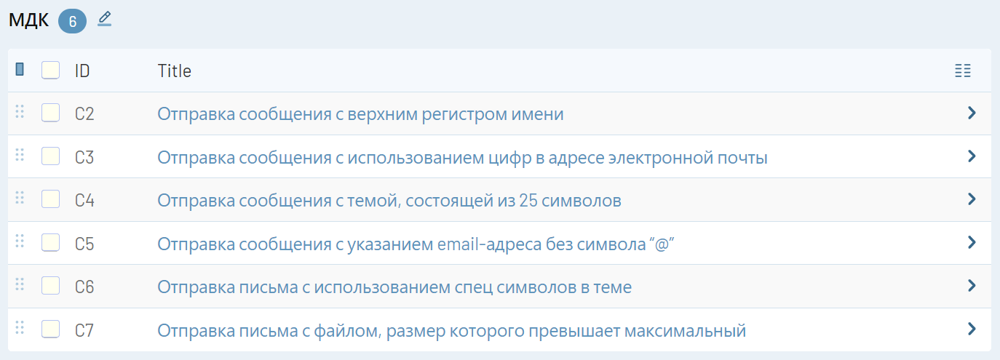 МДК 6
ID Title
C2 Отправка сообщения с верхним регистром имени
C3 Отправка сообщения с использованием цифр в адресе электронной почты
C4 Отправка сообщения с темой, состоящей из 25 символов
C5 Отправка сообщения с указанием email-адреса без символа “@”
C6 Отправка письма с использованием спец символов в теме
C7 Отправка письма с файлом, размер которого превышает максимальный